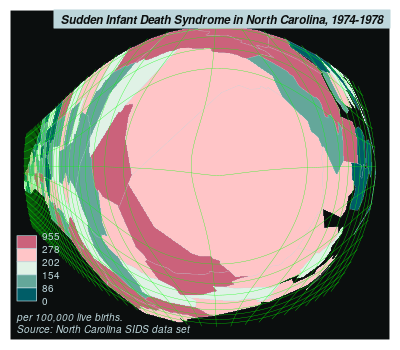 Sudden Infant Death Syndrome in North Carolina, 1974-1978
955
278
202
154
86
0
per 100,000 live births.
Source: North Carolina SIDS data set